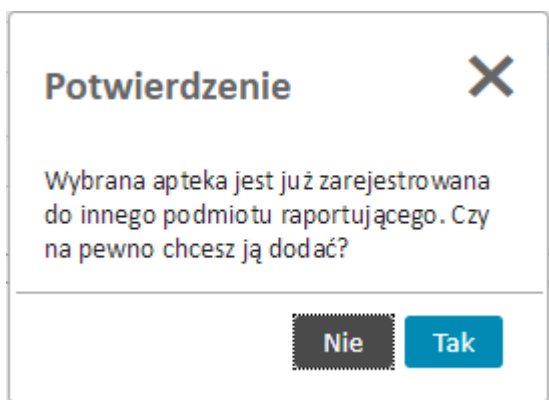 Potwierdzenie
Wybrana apteka jest już zarejestrowana
do innego podmiotu raportującego. Czy
na pewno chcesz ją dodać?
Nie Tak